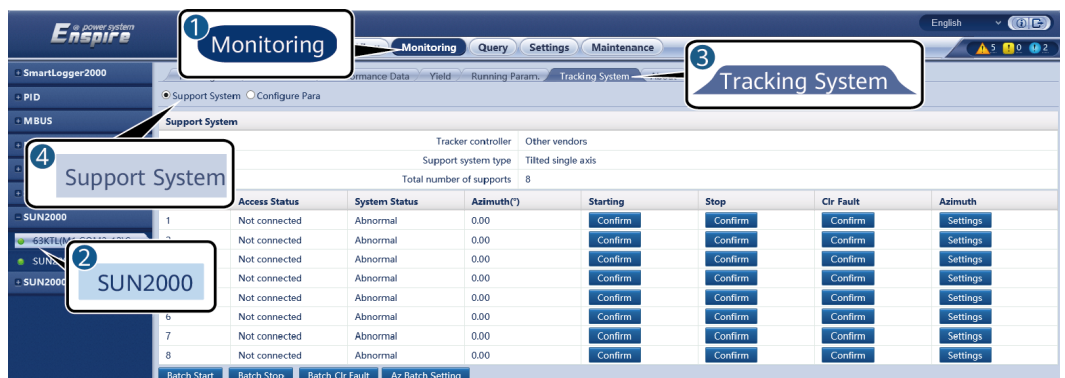 e power system
Enspire
English
1
Monitoring
Monitoring Query Settings Maintenance
5 0 2
SmartLogger2000
PID
MBUS
SUN2000
Yield Running Param. Tracking System
3
Tracking System
Support System Configure Para
Support System
Tracker controller Other vendors
Support system type Tilted single axis
Total number of supports 8
4
Support System
Access Status System Status Azimuth(°) Starting Stop Clr Fault Azimuth
1 Not connected Abnormal 0.00 Confirm Confirm Confirm Settings
Not connected Abnormal 0.00 Confirm Confirm Confirm Settings
Not connected Abnormal 0.00 Confirm Confirm Confirm Settings
Not connected Abnormal 0.00 Confirm Confirm Confirm Settings
Not connected Abnormal 0.00 Confirm Confirm Confirm Settings
6 Not connected Abnormal 0.00 Confirm Confirm Confirm Settings
7 Not connected Abnormal 0.00 Confirm Confirm Confirm Settings
8 Not connected Abnormal 0.00 Confirm Confirm Confirm Settings
2
SUN2000
SUN2000
Batch Start Batch Stop Batch Clr Fault Az Batch Setting